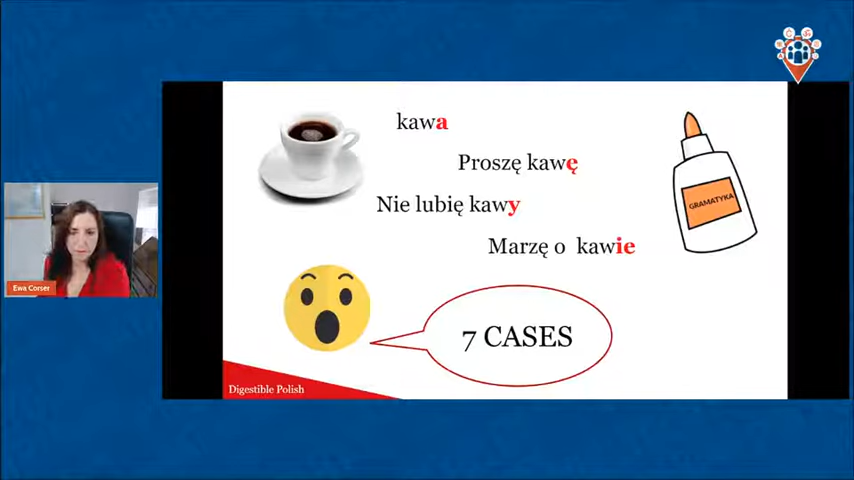 kawa
Proszę kawę
Nie lubię kawy
Marzę o kawie
GRAMATYKA
7 CASES
Ewa Corser
Digestible Polish